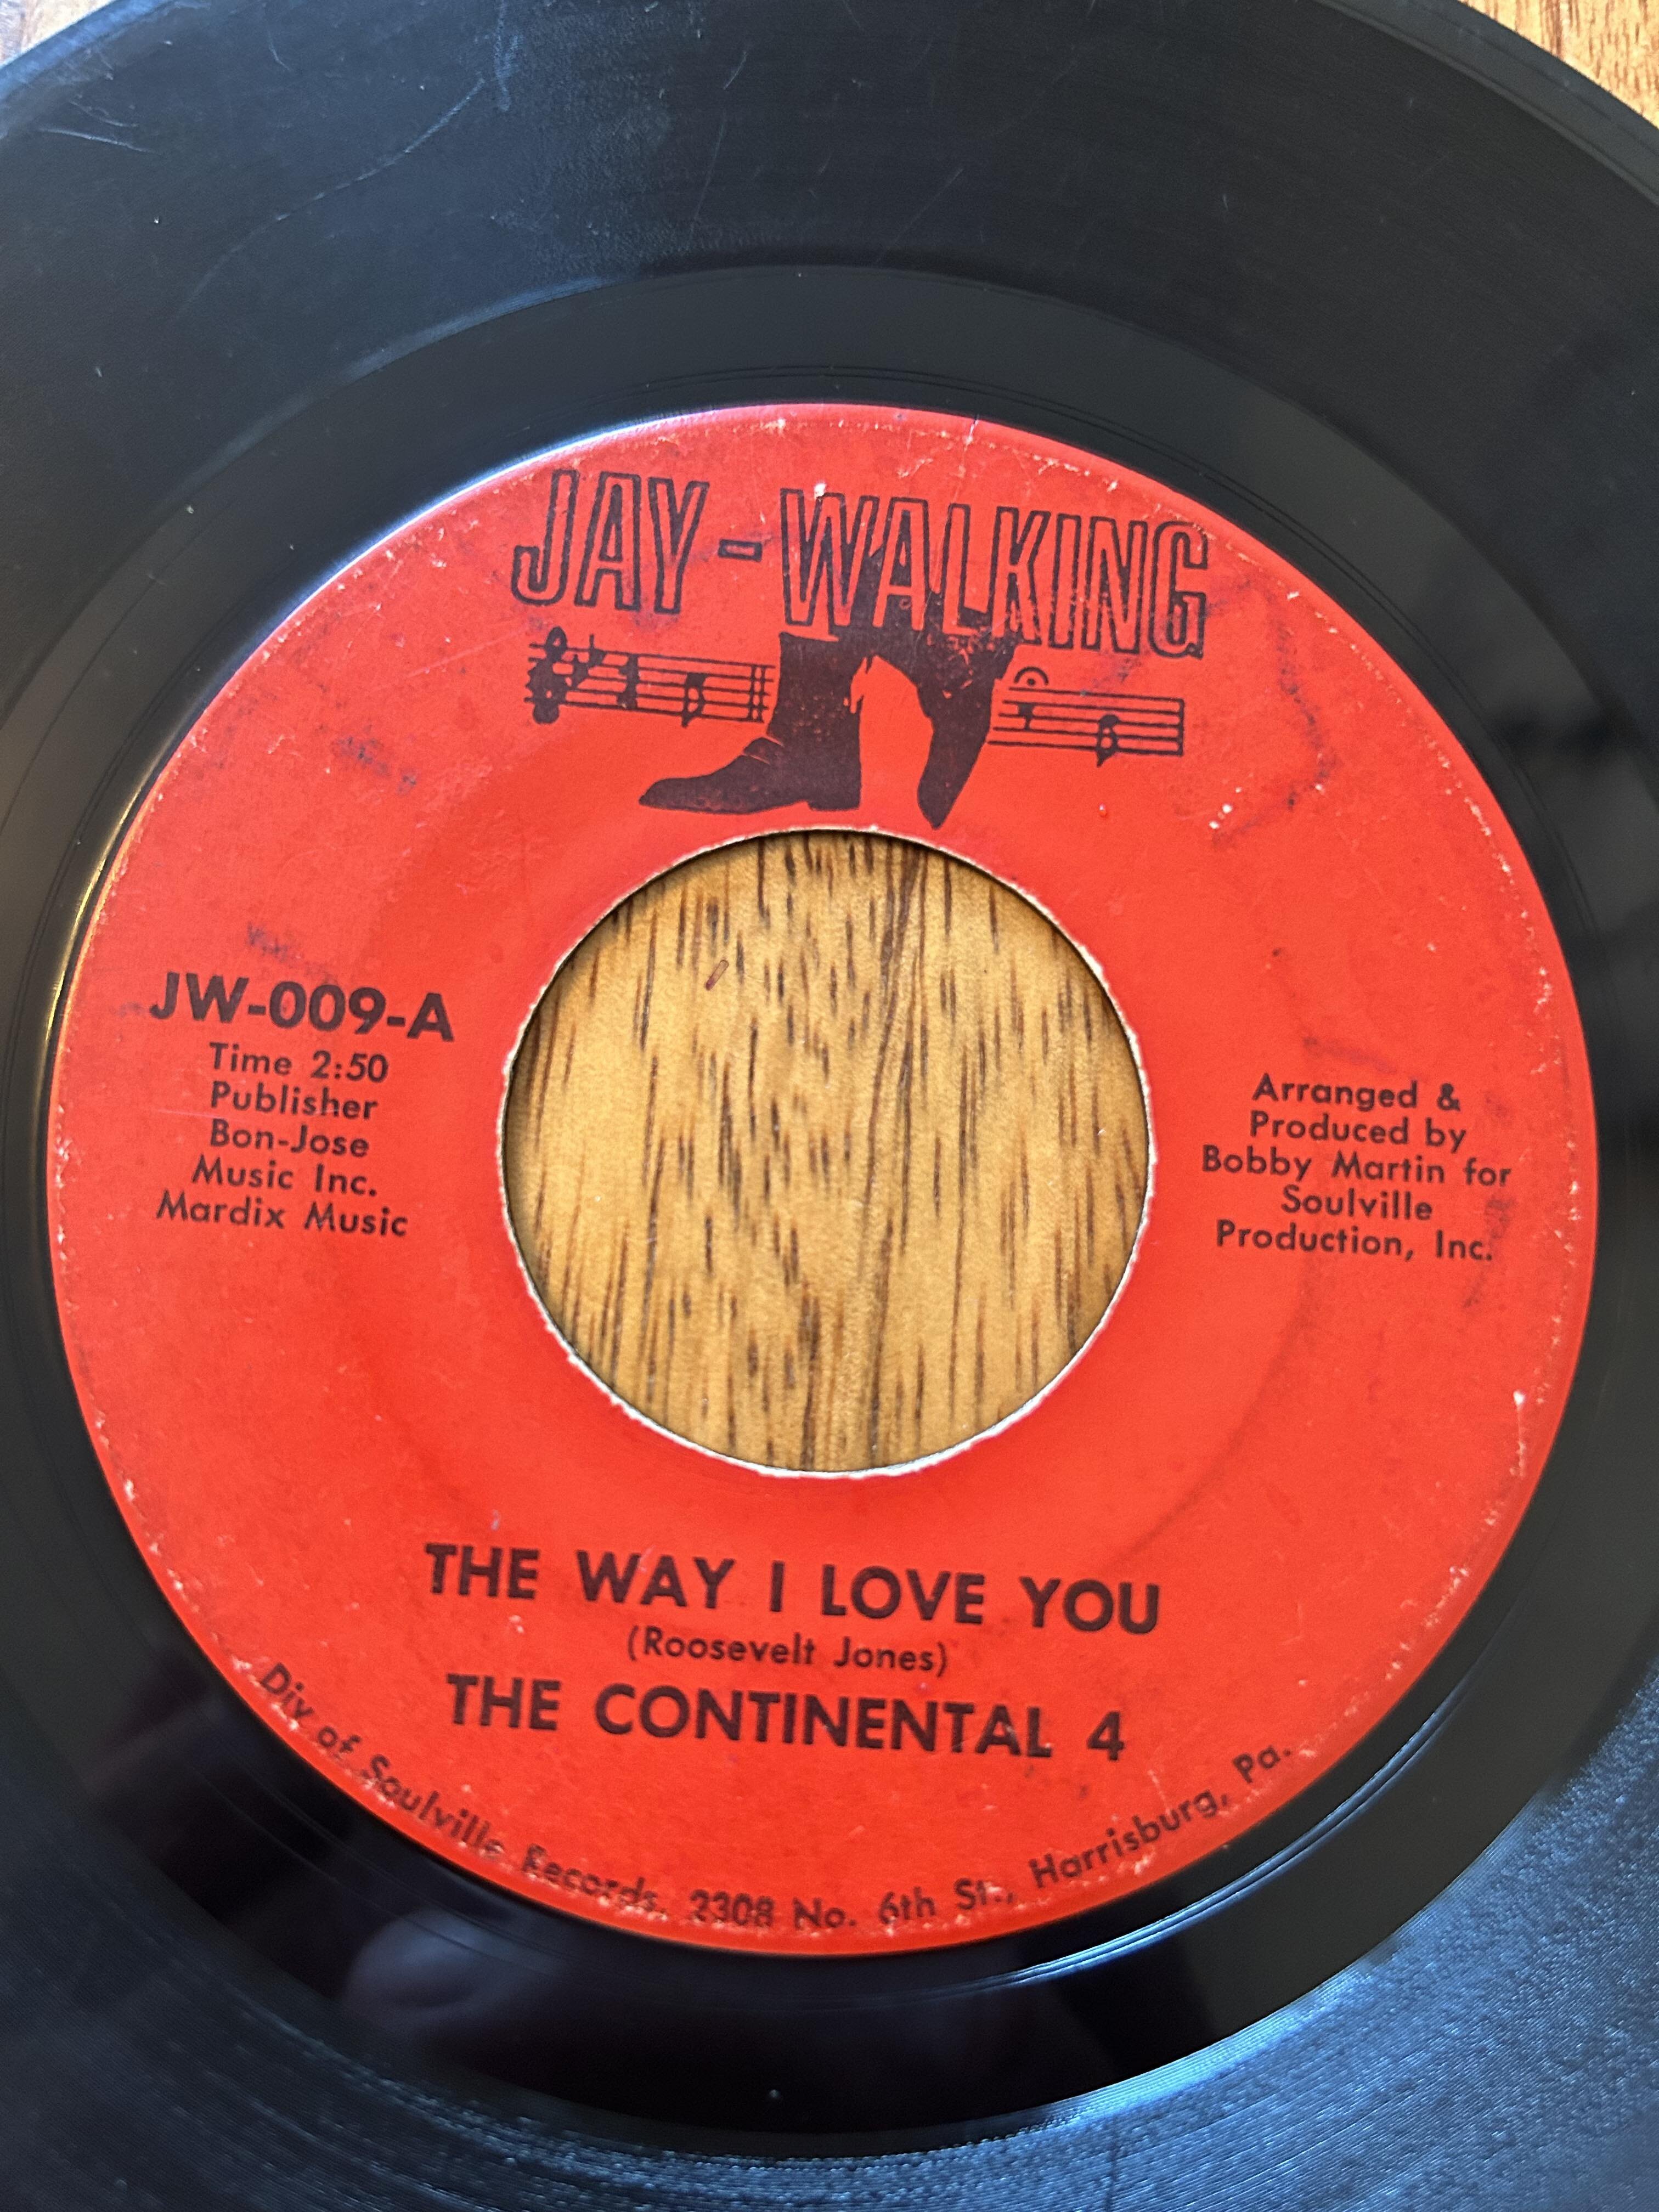 JAY-WALKING
JW-009-A
Time 2:50
Publisher
Bon-Jose
Music Inc.
Mardix Music
Arranged &
Produced by
Bobby Martin for
Soulville
Production, Inc.
THE WAY I LOVE YOU
(Roosevelt Jones)
THE CONTINENTAL 4
Div of Soulville Records, 2308 No. 6th St., Harrisburg, Pa.